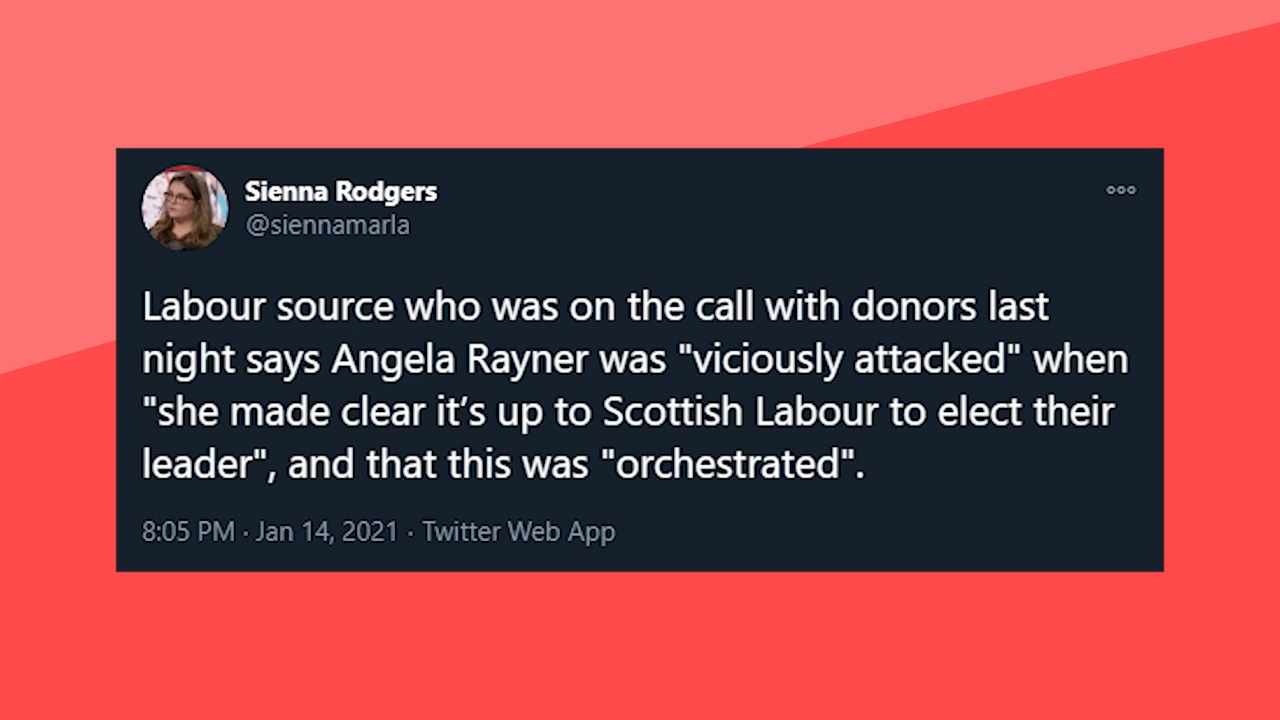 Sienna Rodgers
@siennamarla
Labour source who was on the call with donors last
night says Angela Rayner was "viciously attacked" when
"she made clear it’s up to Scottish Labour to elect their
leader", and that this was "orchestrated".
8:05 PM · Jan 14, 2021 · Twitter Web App